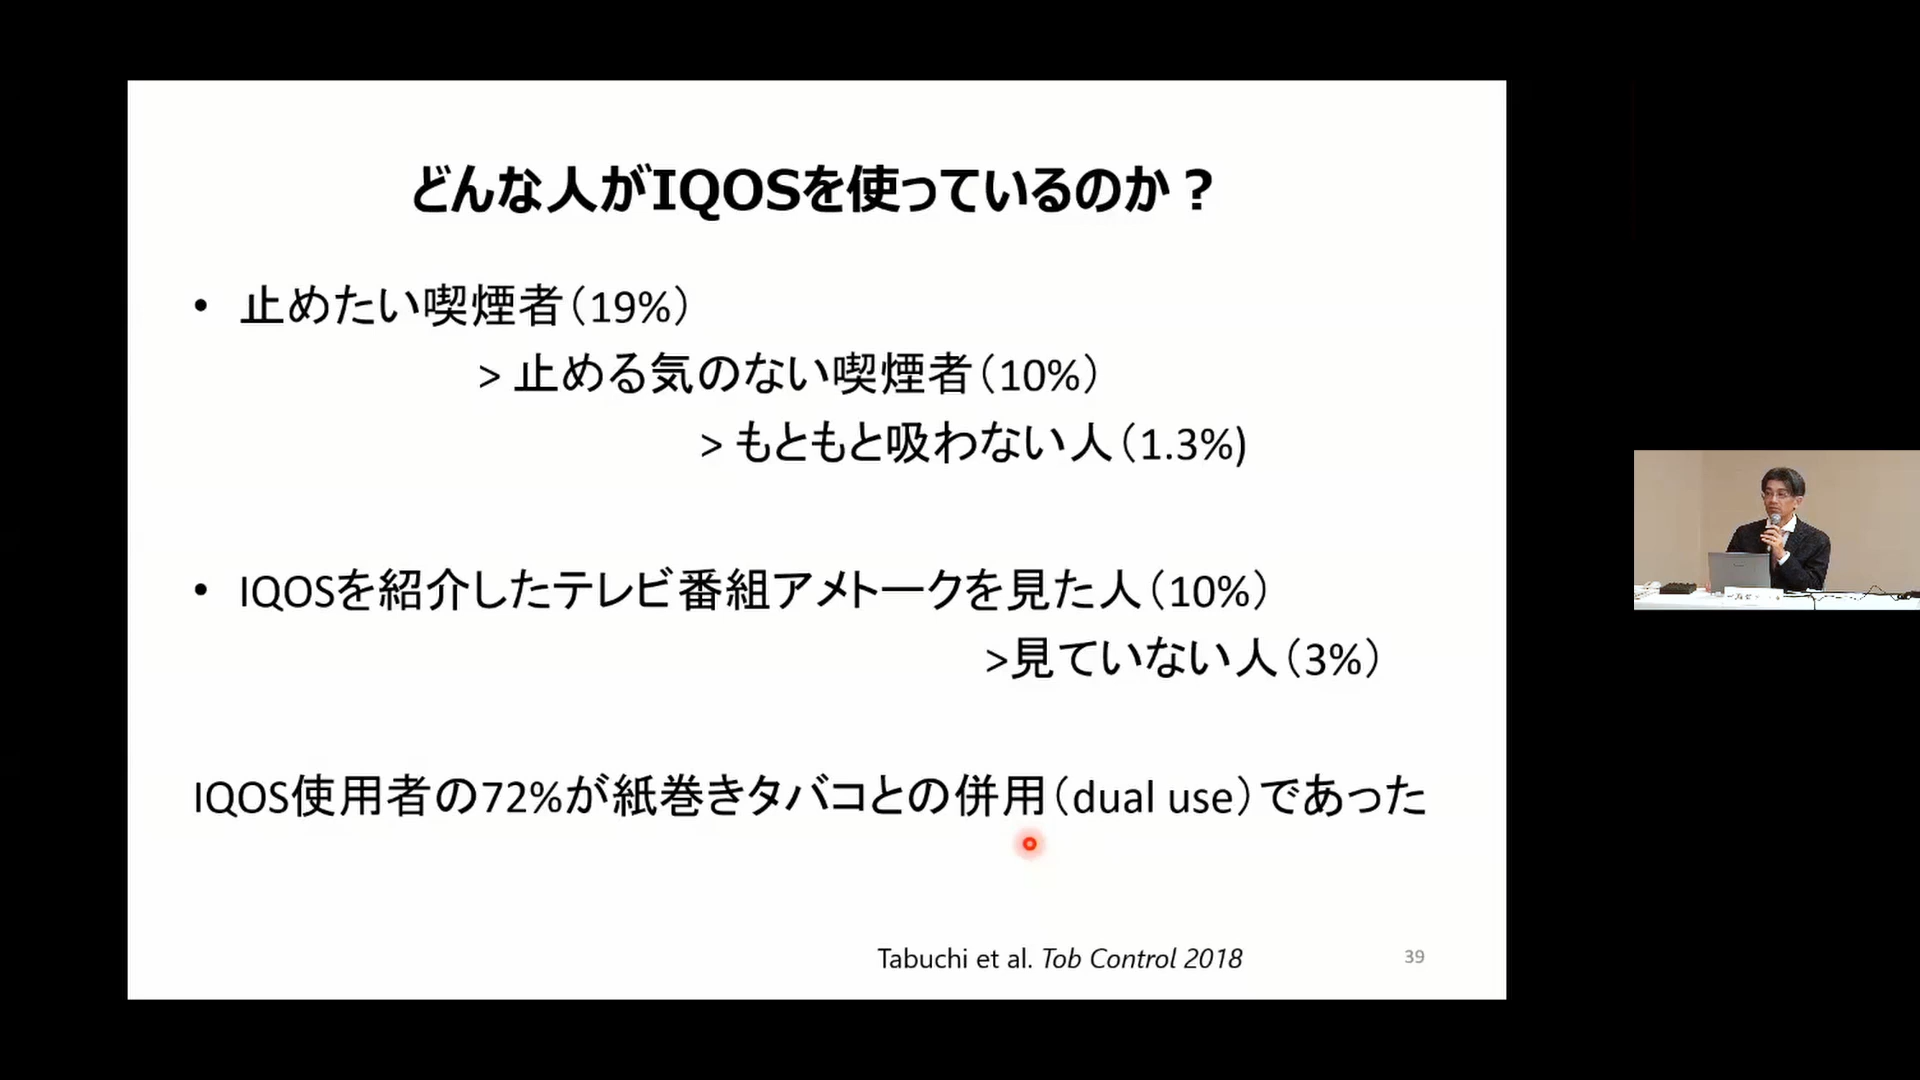 どんな人がIQOSを使っているのか？
• 止めたい喫煙者（19%）
> 止める気のない喫煙者（10%）
> もともと吸わない人（1.3%)
• IQOSを紹介したテレビ番組アメトークを見た人（10%）
>見ていない人（3%）
IQOS使用者の72%が紙巻きタバコとの併用（dual use）であった
Tabuchi et al. Tob Control 2018
39